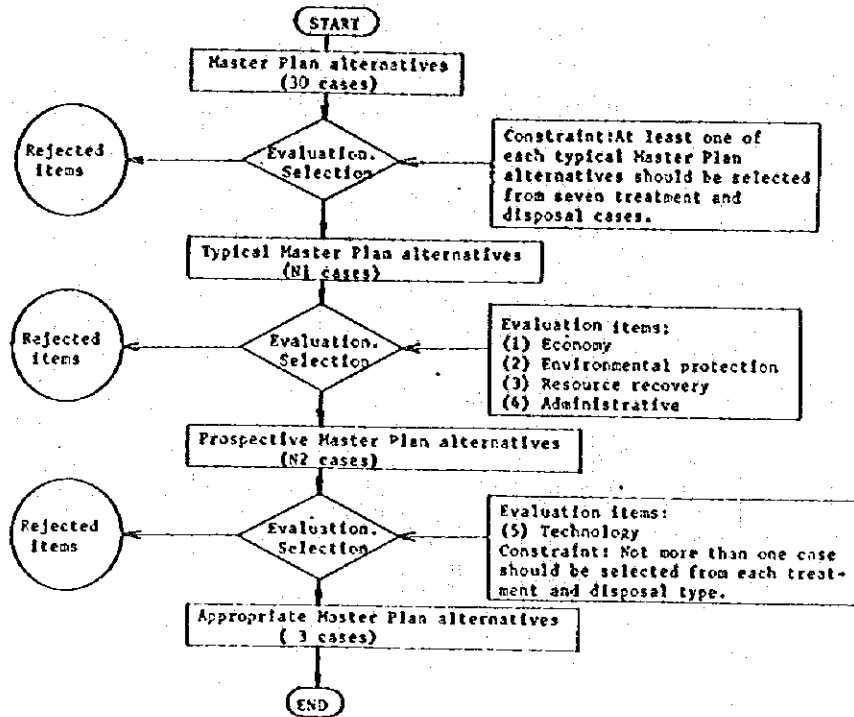 START
Master Plan alternatives
(30 cases)
Rejected
items
Evaluation.
Selection
Constraint:At least one of
each typical Master Plan
alternatives should be selected
from seven treatment and
disposal cases.
Typical Master Plan alternatives
(N1 cases)
Rejected
items
Evaluation.
Selection
Evaluation items:
(1) Economy
(2) Environmental protection
(3) Resource recovery
(4) Administrative
Prospective Master Plan alternatives
(N2 cases)
Rejected
items
Evaluation.
Selection
Evaluation items:
(5) Technology
Constraint: Not more than one case
should be selected from each treat-
ment and disposal type.
Appropriate Master Plan alternatives
( 3 cases)
END